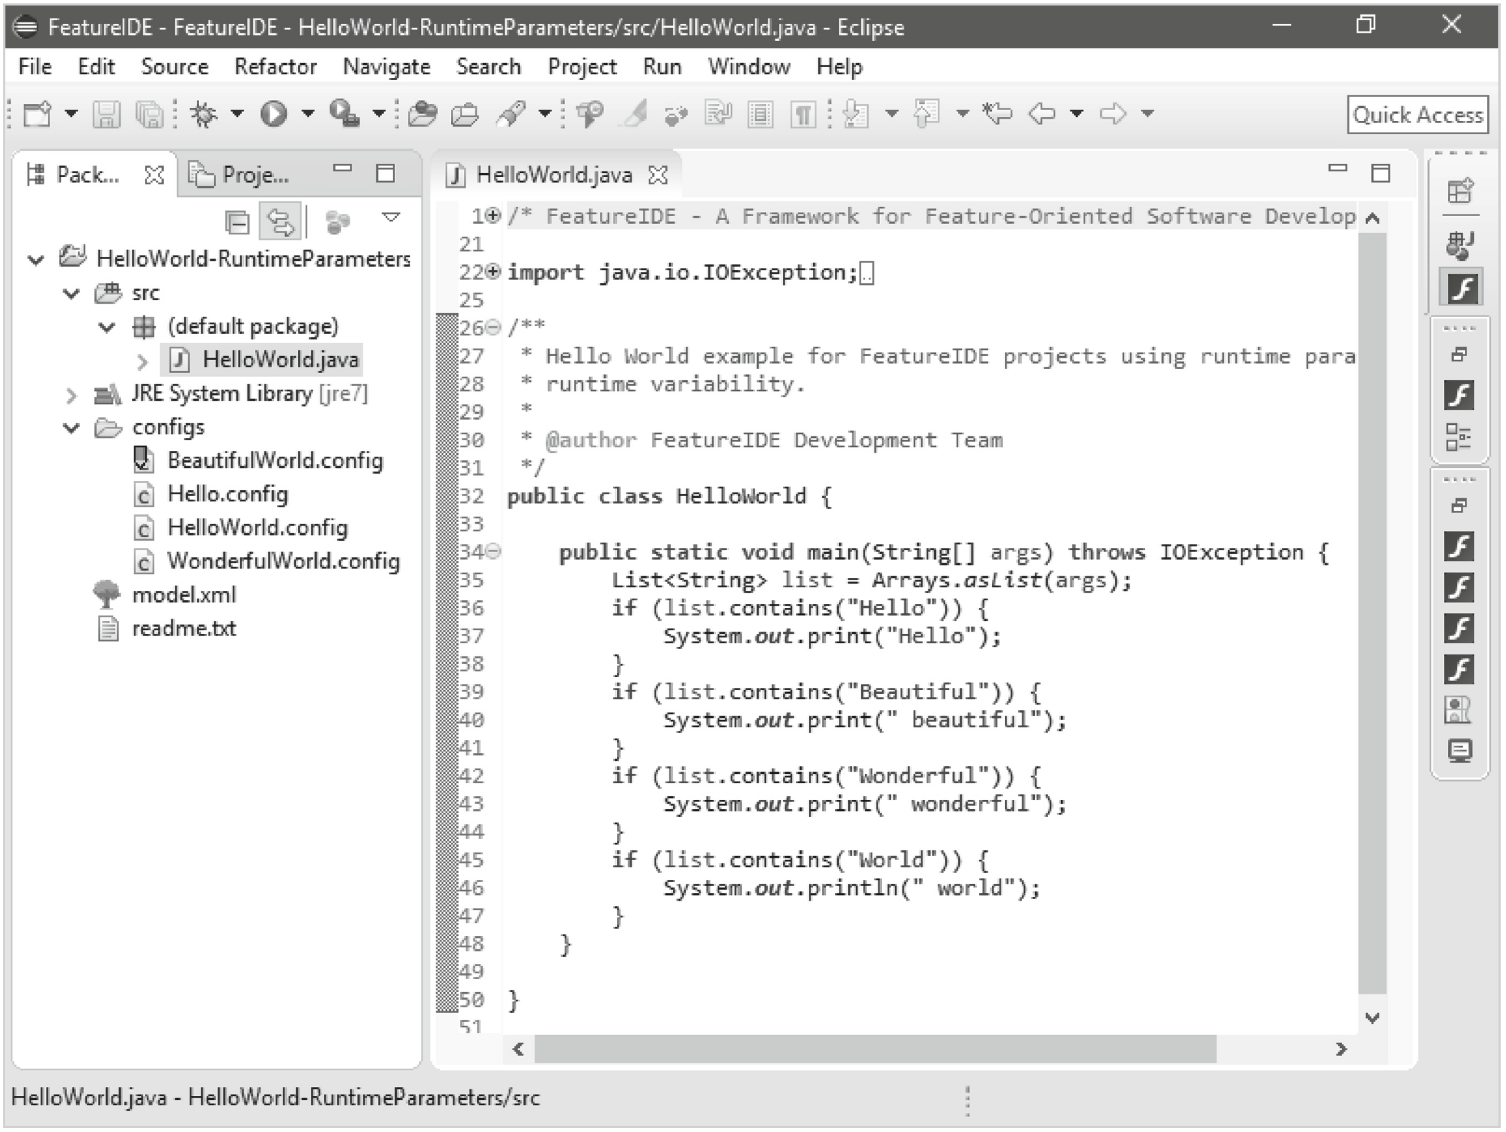 FeatureIDE - FeatureIDE - HelloWorld-RuntimeParameters/src/HelloWorld.java - Eclipse
File Edit Source Refactor Navigate Search Project Run Window Help
Quick Access
Pack... Proje...
HelloWorld-RuntimeParameters
src
(default package)
HelloWorld.java
JRE System Library [jre7]
configs
BeautifulWorld.config
Hello.config
HelloWorld.config
WonderfulWorld.config
model.xml
readme.txt
HelloWorld.java
1 /* FeatureIDE - A Framework for Feature-Oriented Software Develop
21
22 import java.io.IOException;
25
26 /**
27 * Hello World example for FeatureIDE projects using runtime para
28 * runtime variability.
29 *
30 * @author FeatureIDE Development Team
31 */
32 public class HelloWorld {
33
34 public static void main(String[] args) throws IOException {
35 List<String> list = Arrays.asList(args);
36 if (list.contains("Hello")) {
37 System.out.print("Hello");
38 }
39 if (list.contains("Beautiful")) {
40 System.out.print(" beautiful");
41 }
42 if (list.contains("Wonderful")) {
43 System.out.print(" wonderful");
44 }
45 if (list.contains("World")) {
46 System.out.println(" world");
47 }
48 }
49
50 }
51
HelloWorld.java - HelloWorld-RuntimeParameters/src